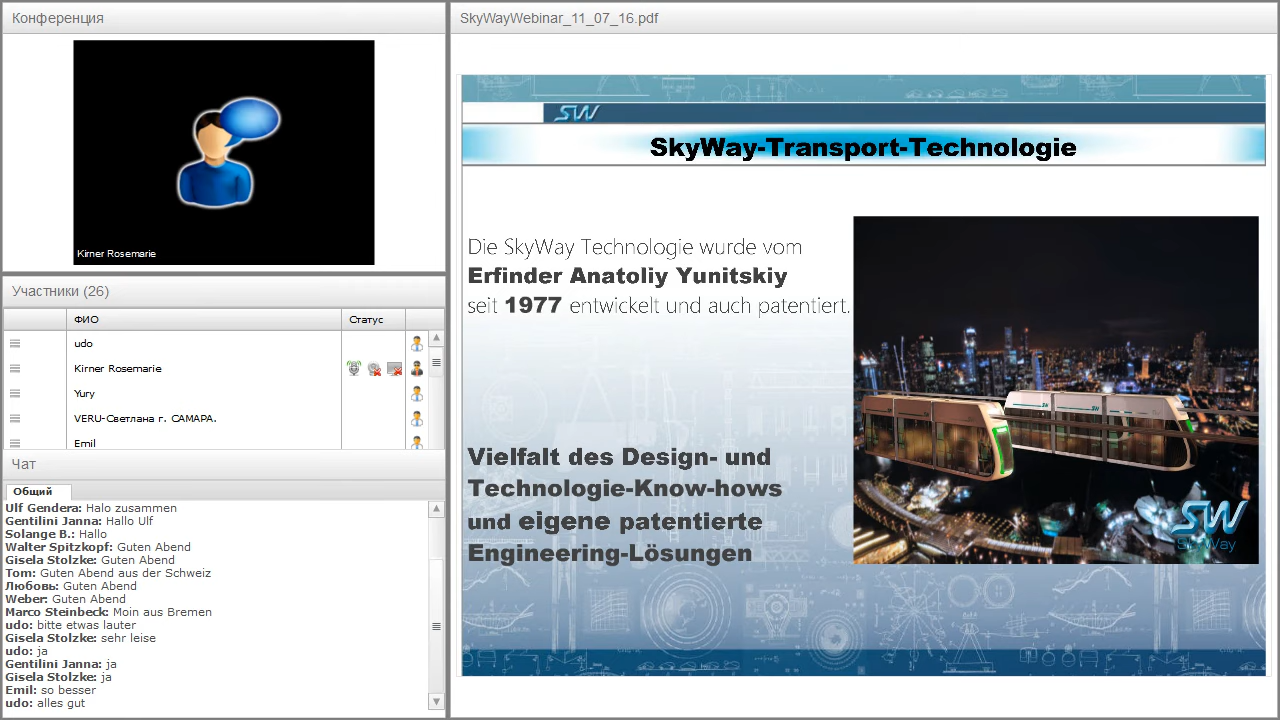 Конференция
Kirner Rosemarie
Участники (26)
ФИО
Статус
udo
Kirner Rosemarie
Yury
VERU-Светлана г. САМАРА.
Emil
Чат
Общий
Ulf Gendera: Halo zusammen
Gentilini Janna: Hallo Ulf
Solange B.: Hallo
Walter Spitzkopf: Guten Abend
Gisela Stolzke: Guten Abend
Tom: Guten Abend aus der Schweiz
Любовь: Guten Abend
Weber: Guten Abend
Marco Steinbeck: Moin aus Bremen
udo: bitte etwas lauter
Gisela Stolzke: sehr leise
udo: ja
Gentilini Janna: ja
Gisela Stolzke: ja
Emil: so besser
udo: alles gut
SkyWayWebinar_11_07_16.pdf
SW
SkyWay-Transport-Technologie
Die SkyWay Technologie wurde vom
Erfinder Anatoliy Yunitskiy
seit 1977 entwickelt und auch patentiert.
Vielfalt des Design- und
Technologie-Know-hows
und eigene patentierte
Engineering-Lösungen
SW
SkyWay